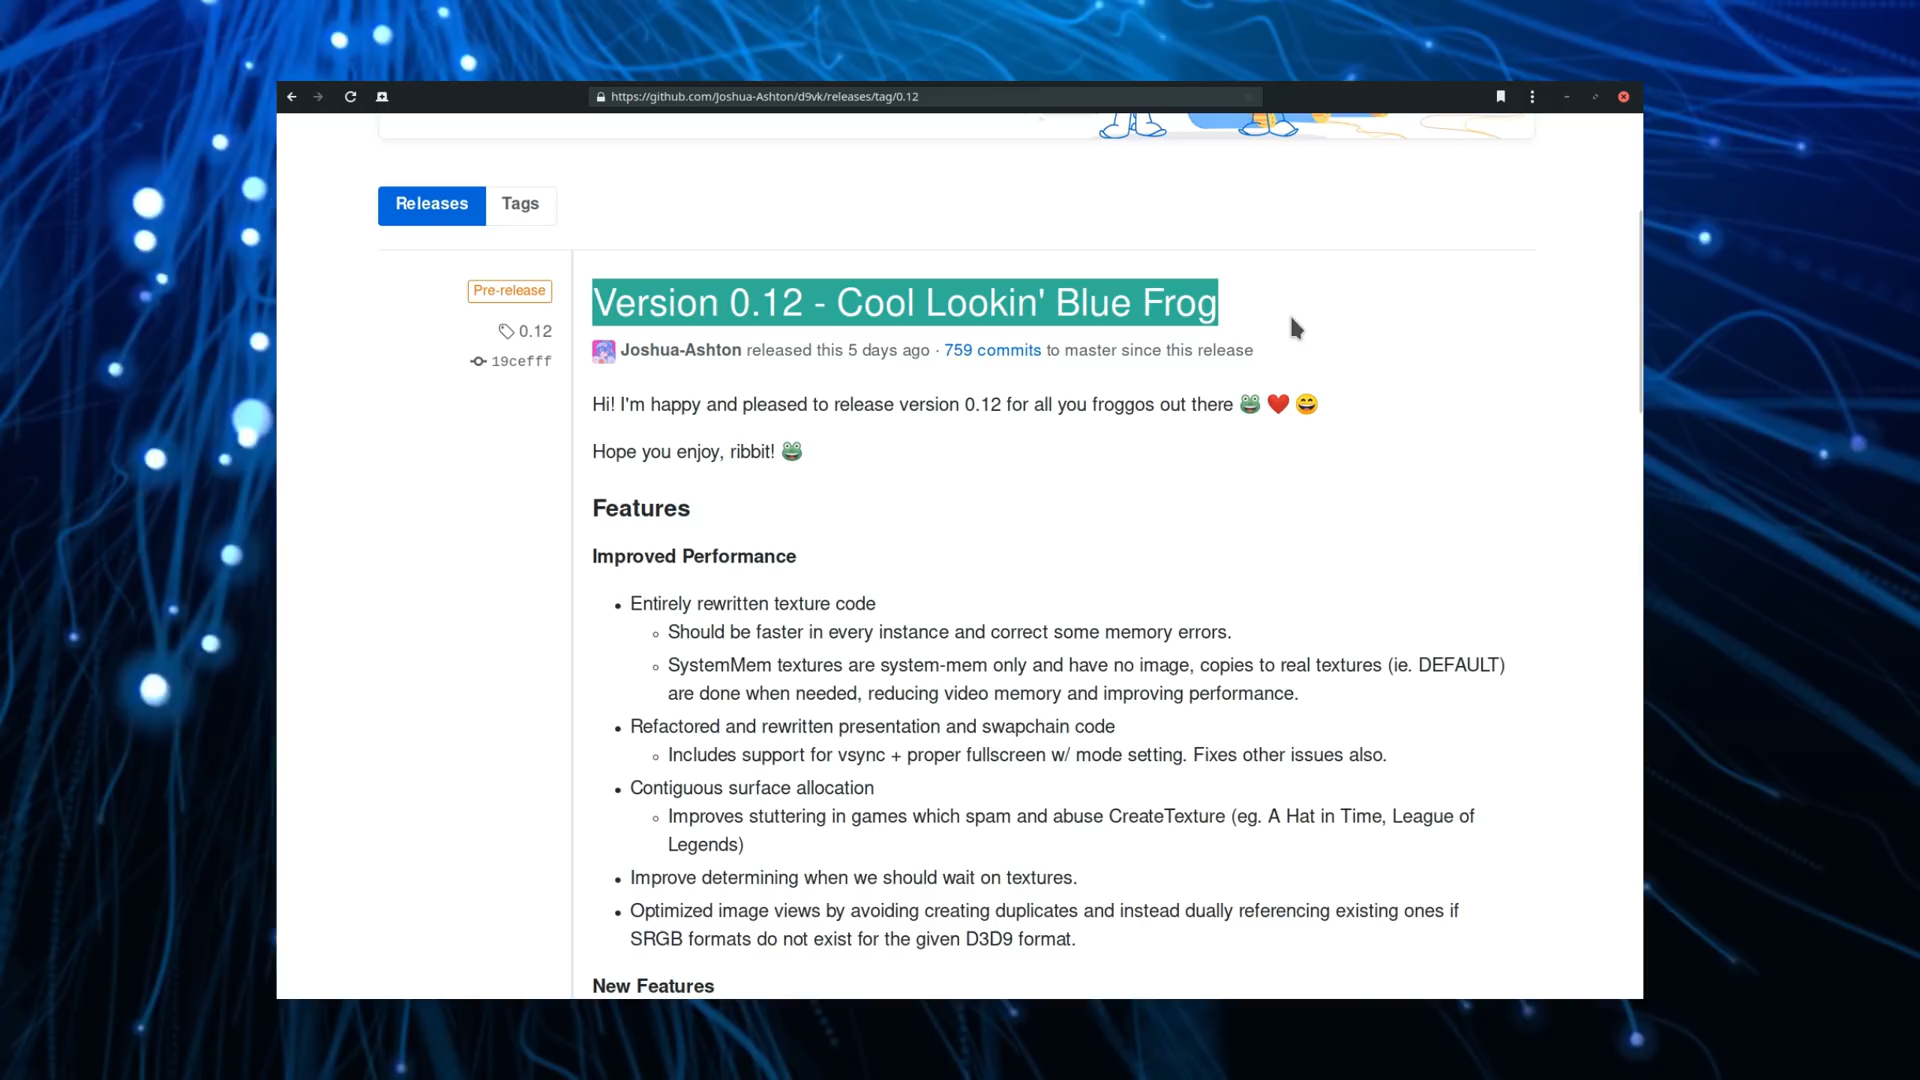 https://github.com/Joshua-Ashton/d9vk/releases/tag/0.12
Releases
Tags
Pre-release
0.12
19cefff
Version 0.12 - Cool Lookin' Blue Frog
Joshua-Ashton released this 5 days ago · 759 commits to master since this release
Hi! I'm happy and pleased to release version 0.12 for all you froggos out there 🐸 ❤️ 😄
Hope you enjoy, ribbit! 🐸
Features
Improved Performance
• Entirely rewritten texture code
◦ Should be faster in every instance and correct some memory errors.
◦ SystemMem textures are system-mem only and have no image, copies to real textures (ie. DEFAULT)
are done when needed, reducing video memory and improving performance.
• Refactored and rewritten presentation and swapchain code
◦ Includes support for vsync + proper fullscreen w/ mode setting. Fixes other issues also.
• Contiguous surface allocation
◦ Improves stuttering in games which spam and abuse CreateTexture (eg. A Hat in Time, League of
Legends)
• Improve determining when we should wait on textures.
• Optimized image views by avoiding creating duplicates and instead dually referencing existing ones if
SRGB formats do not exist for the given D3D9 format.
New Features